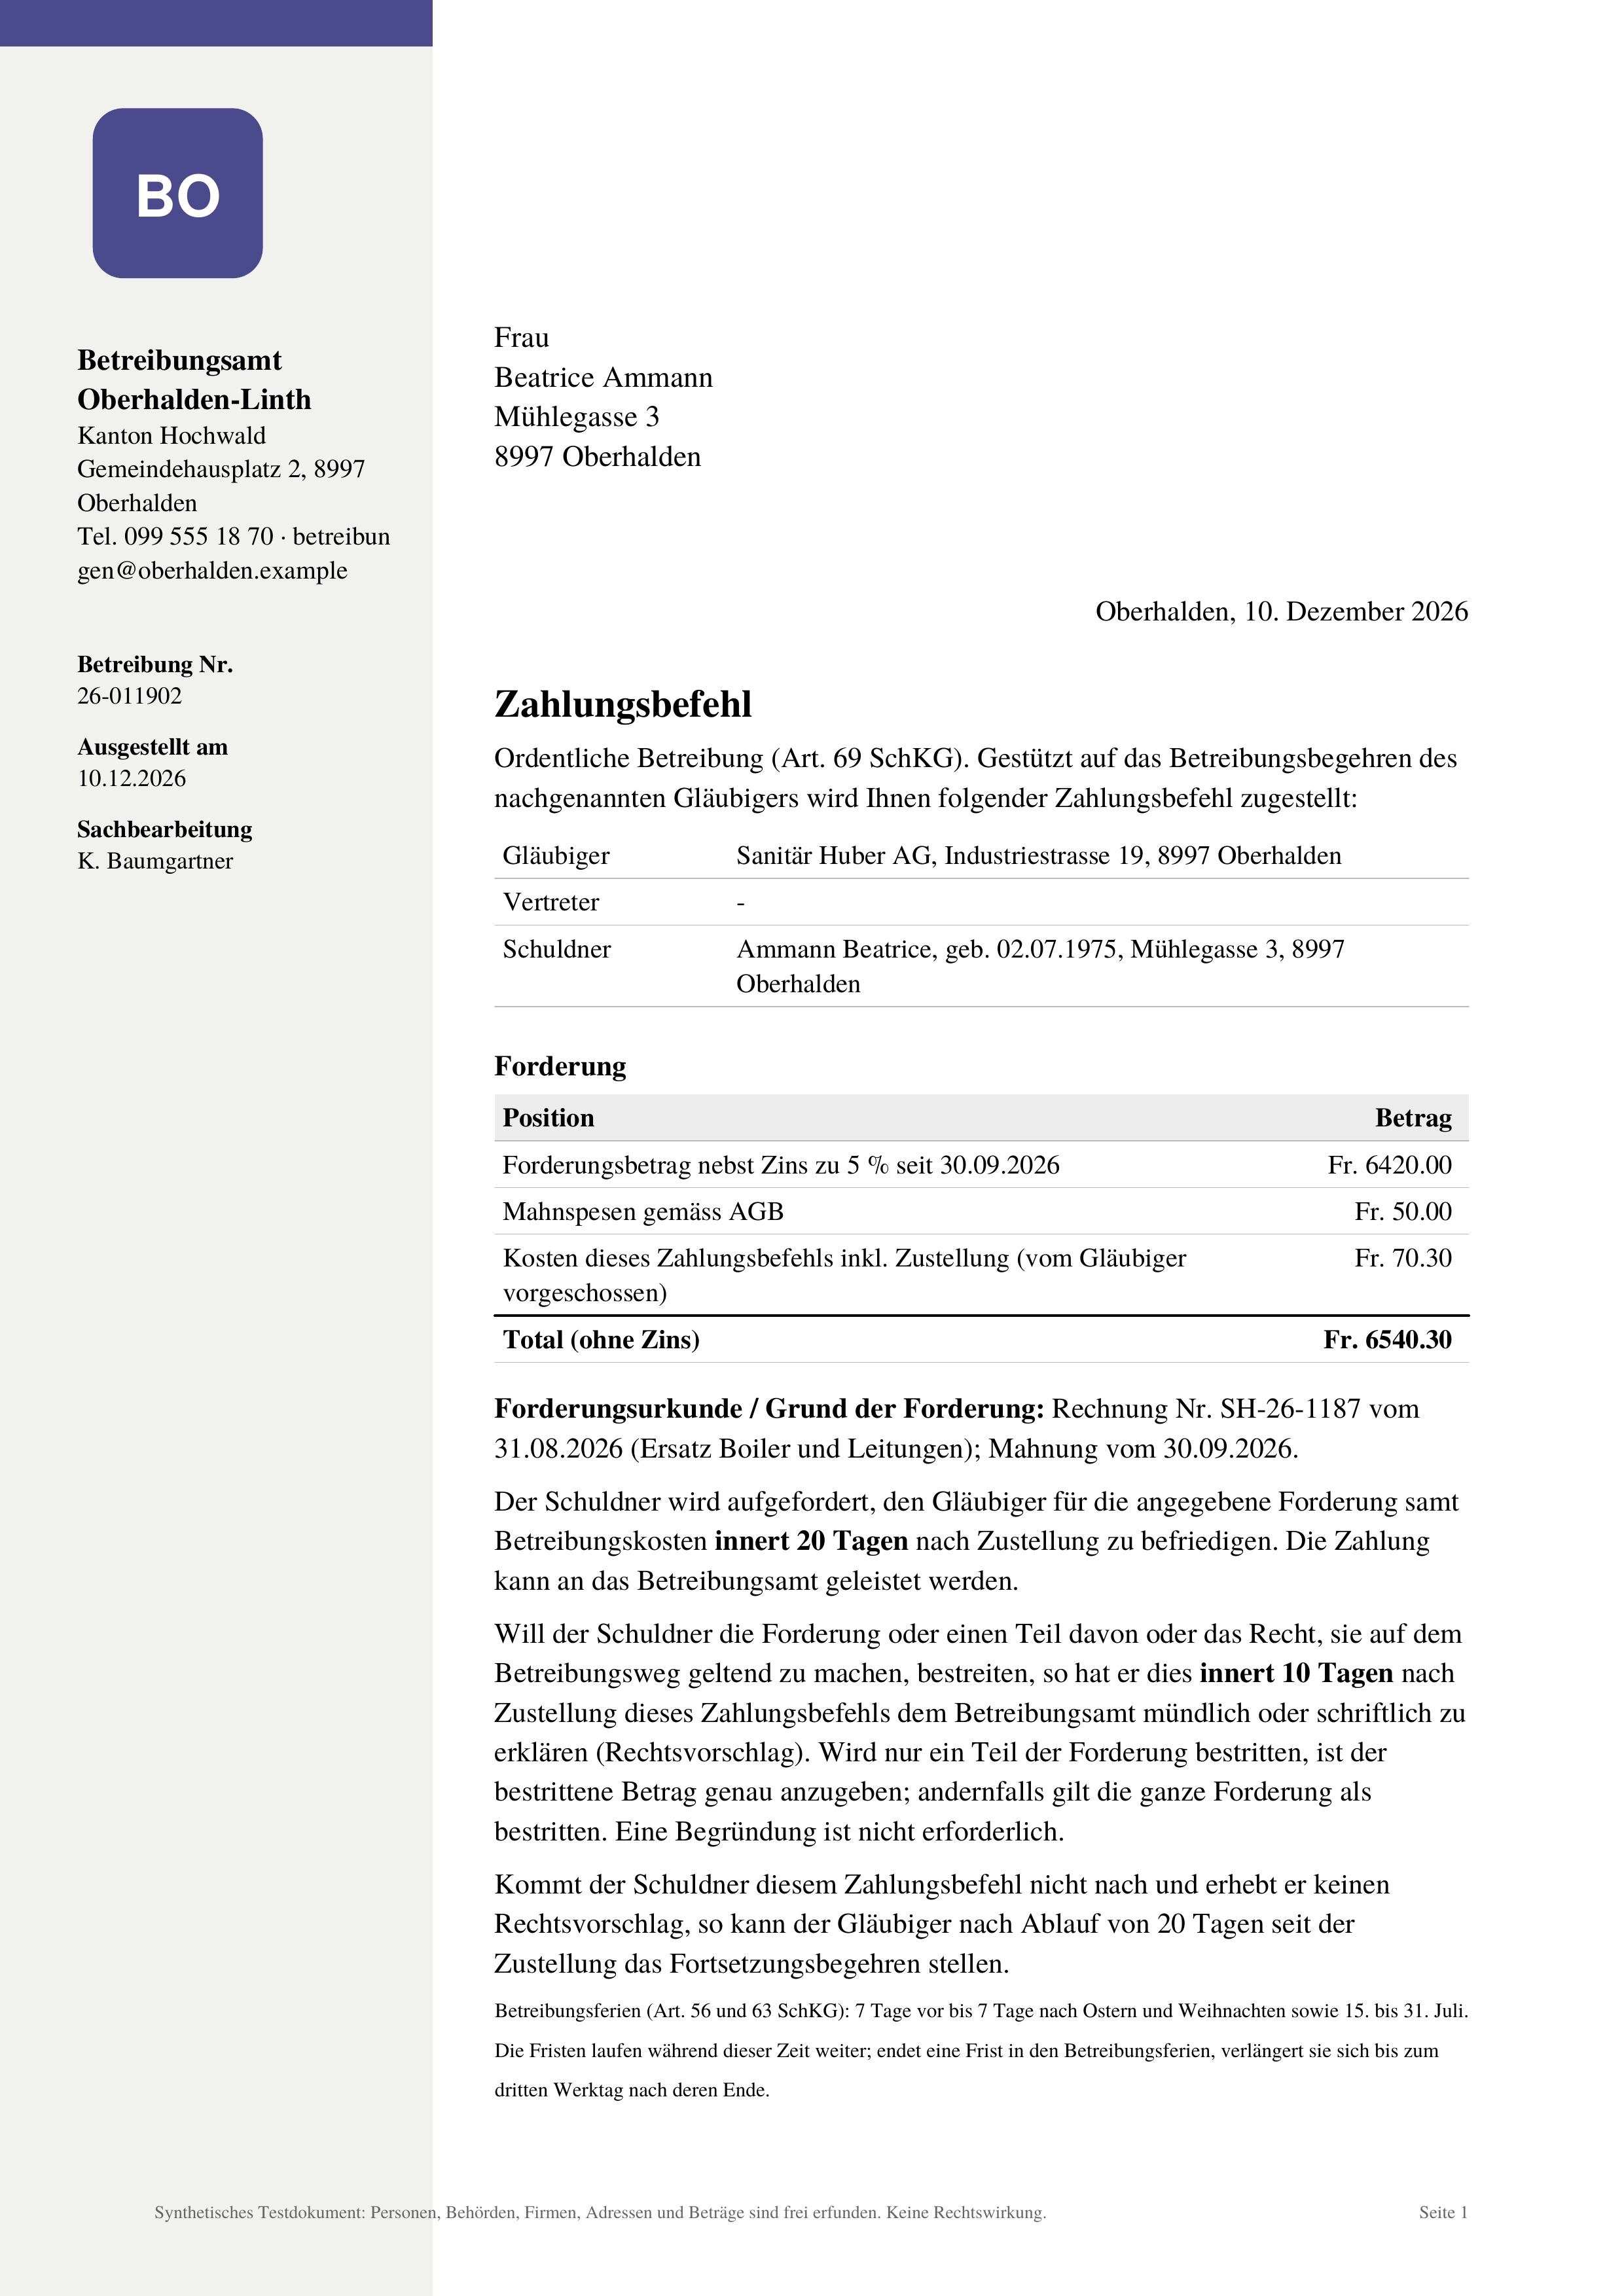 BO
Betreibungsamt
Oberhalden-Linth
Kanton Hochwald
Gemeindehausplatz 2, 8997
Oberhalden
Tel. 099 555 18 70 · betreibun
gen@oberhalden.example
Betreibung Nr.
26-011902
Ausgestellt am
10.12.2026
Sachbearbeitung
K. Baumgartner
Frau
Beatrice Ammann
Mühlegasse 3
8997 Oberhalden
Oberhalden, 10. Dezember 2026
Zahlungsbefehl
Ordentliche Betreibung (Art. 69 SchKG). Gestützt auf das Betreibungsbegehren des
nachgenannten Gläubigers wird Ihnen folgender Zahlungsbefehl zugestellt:
Gläubiger Sanitär Huber AG, Industriestrasse 19, 8997 Oberhalden
Vertreter -
Schuldner Ammann Beatrice, geb. 02.07.1975, Mühlegasse 3, 8997
Oberhalden
Forderung
Position Betrag
Forderungsbetrag nebst Zins zu 5 % seit 30.09.2026 Fr. 6420.00
Mahnspesen gemäss AGB Fr. 50.00
Kosten dieses Zahlungsbefehls inkl. Zustellung (vom Gläubiger Fr. 70.30
vorgeschossen)
Total (ohne Zins) Fr. 6540.30
Forderungsurkunde / Grund der Forderung: Rechnung Nr. SH-26-1187 vom
31.08.2026 (Ersatz Boiler und Leitungen); Mahnung vom 30.09.2026.
Der Schuldner wird aufgefordert, den Gläubiger für die angegebene Forderung samt
Betreibungskosten innert 20 Tagen nach Zustellung zu befriedigen. Die Zahlung
kann an das Betreibungsamt geleistet werden.
Will der Schuldner die Forderung oder einen Teil davon oder das Recht, sie auf dem
Betreibungsweg geltend zu machen, bestreiten, so hat er dies innert 10 Tagen nach
Zustellung dieses Zahlungsbefehls dem Betreibungsamt mündlich oder schriftlich zu
erklären (Rechtsvorschlag). Wird nur ein Teil der Forderung bestritten, ist der
bestrittene Betrag genau anzugeben; andernfalls gilt die ganze Forderung als
bestritten. Eine Begründung ist nicht erforderlich.
Kommt der Schuldner diesem Zahlungsbefehl nicht nach und erhebt er keinen
Rechtsvorschlag, so kann der Gläubiger nach Ablauf von 20 Tagen seit der
Zustellung das Fortsetzungsbegehren stellen.
Betreibungsferien (Art. 56 und 63 SchKG): 7 Tage vor bis 7 Tage nach Ostern und Weihnachten sowie 15. bis 31. Juli.
Die Fristen laufen während dieser Zeit weiter; endet eine Frist in den Betreibungsferien, verlängert sie sich bis zum
dritten Werktag nach deren Ende.
Synthetisches Testdokument: Personen, Behörden, Firmen, Adressen und Beträge sind frei erfunden. Keine Rechtswirkung. Seite 1